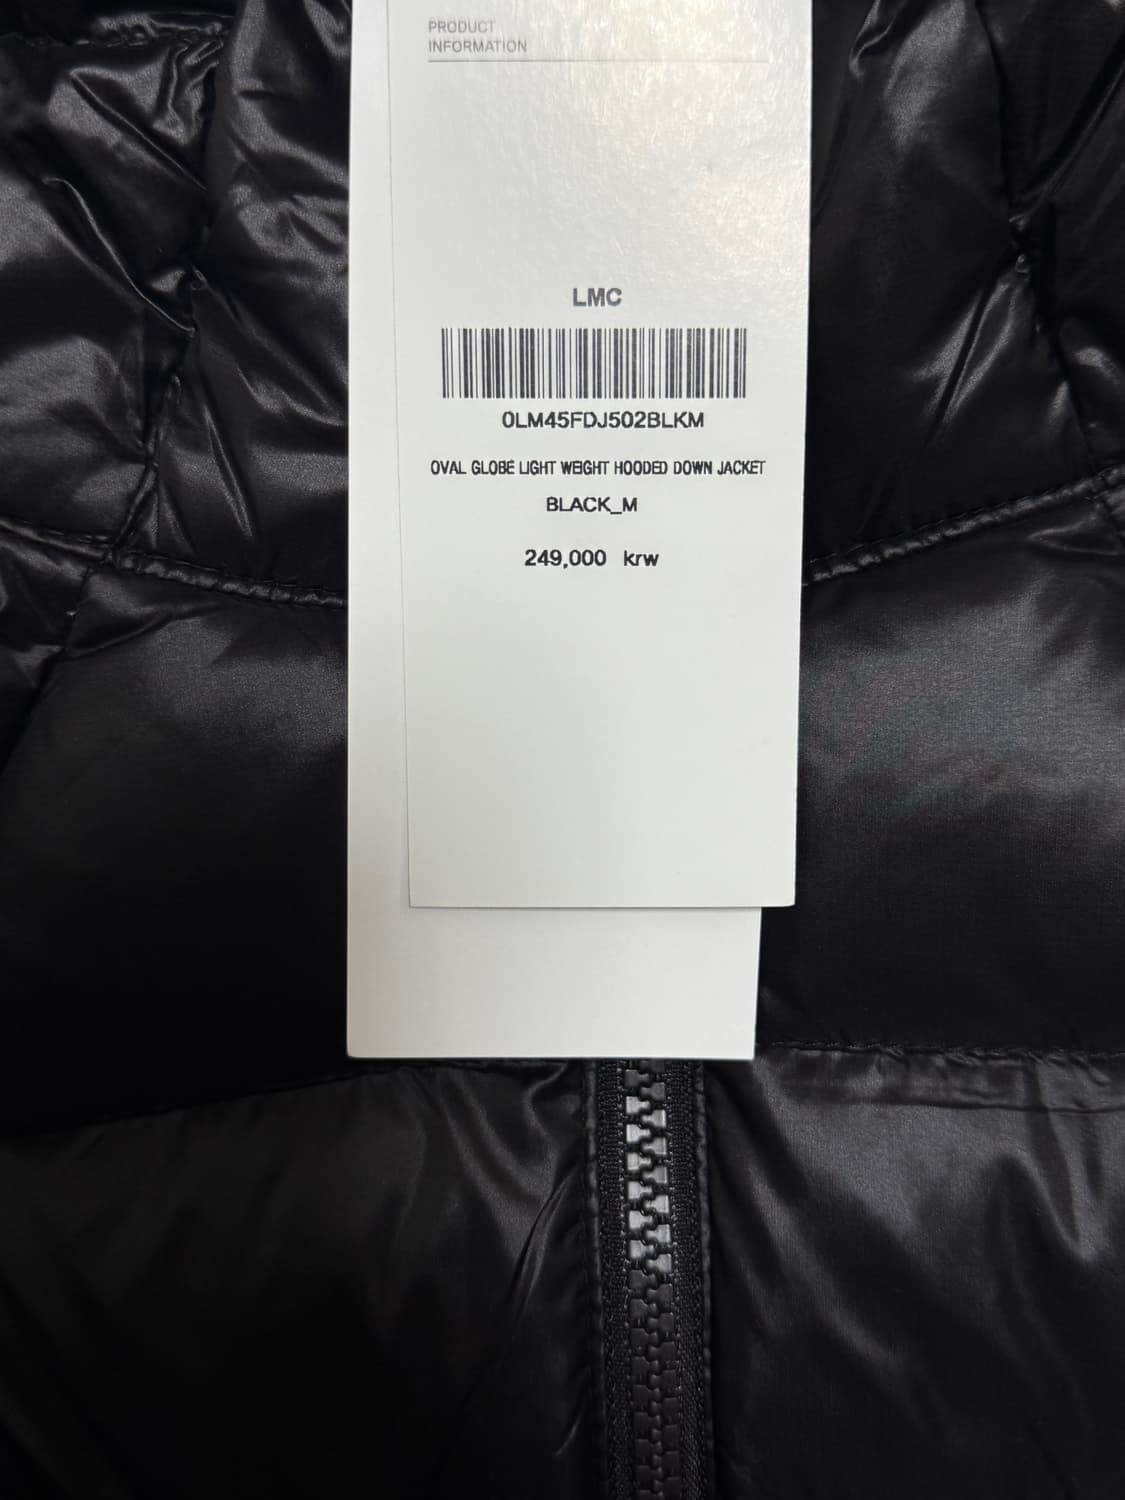 PRODUCT
INFORMATION
LMC
0LM45FDJ502BLKM
OVAL GLOBE LIGHT WEIGHT HOODED DOWN JACKET
BLACK_M
249,000 krw